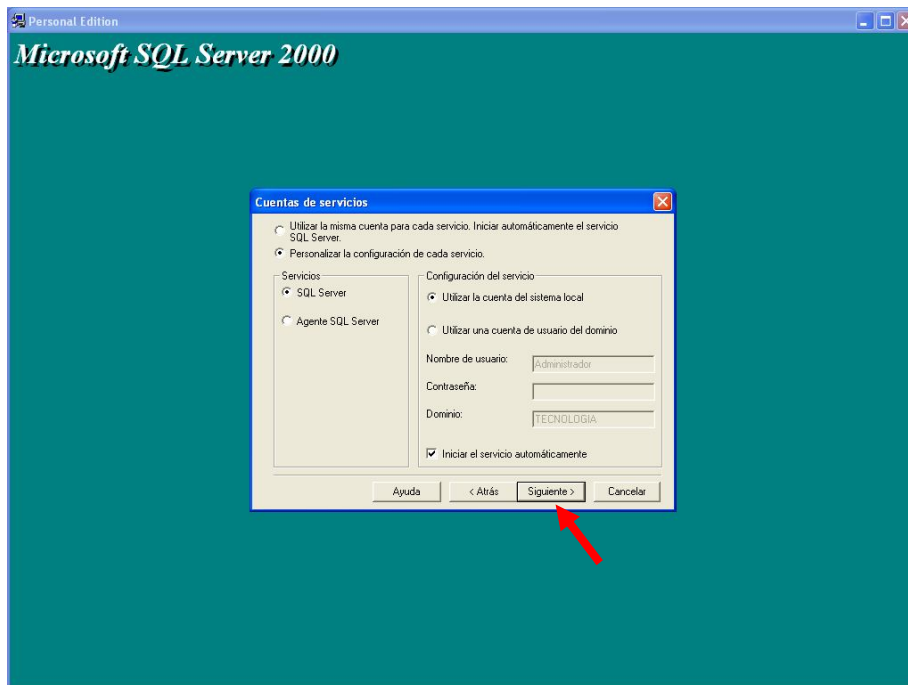 Personal Edition
Microsoft SQL Server 2000
Cuentas de servicios
Utilizar la misma cuenta para cada servicio. Iniciar automáticamente el servicio
SQL Server.
Personalizar la configuración de cada servicio.
Servicios
SQL Server
Agente SQL Server
Configuración del servicio
Utilizar la cuenta del sistema local
Utilizar una cuenta de usuario del dominio
Nombre de usuario: Administrador
Contraseña:
Dominio: TECNOLOGIA
Iniciar el servicio automáticamente
Ayuda < Atrás Siguiente > Cancelar